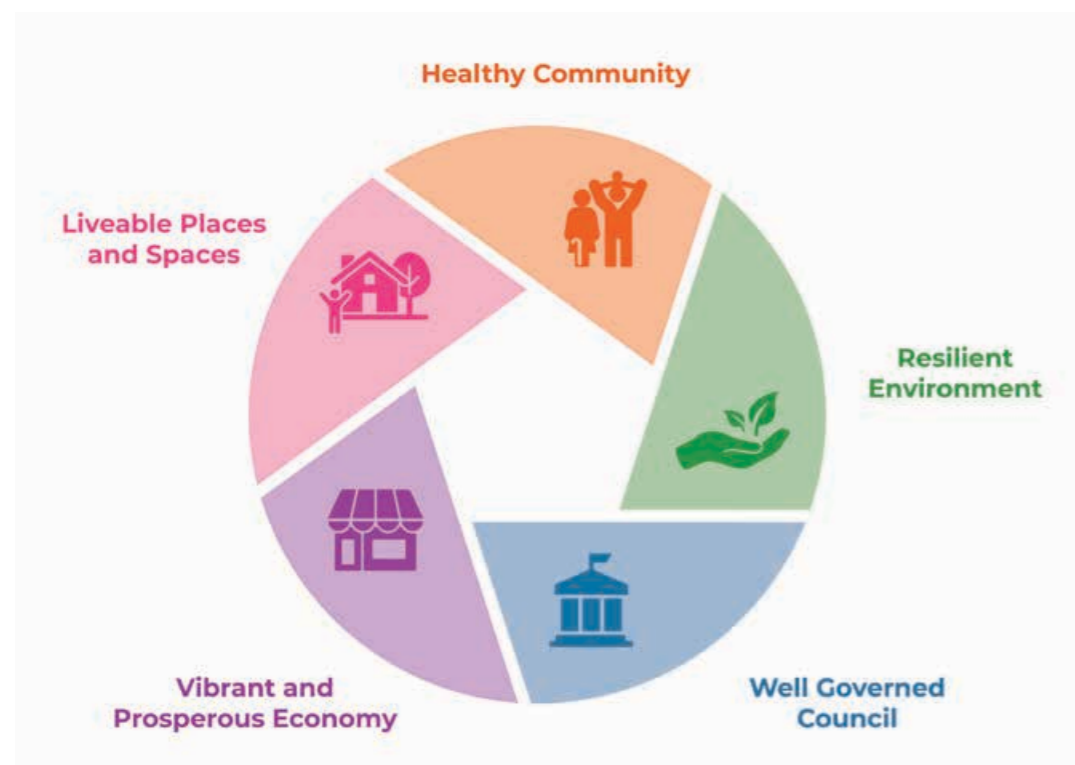 Healthy Community
Liveable Places
and Spaces
Resilient
Environment
Vibrant and
Prosperous Economy
Well Governed
Council